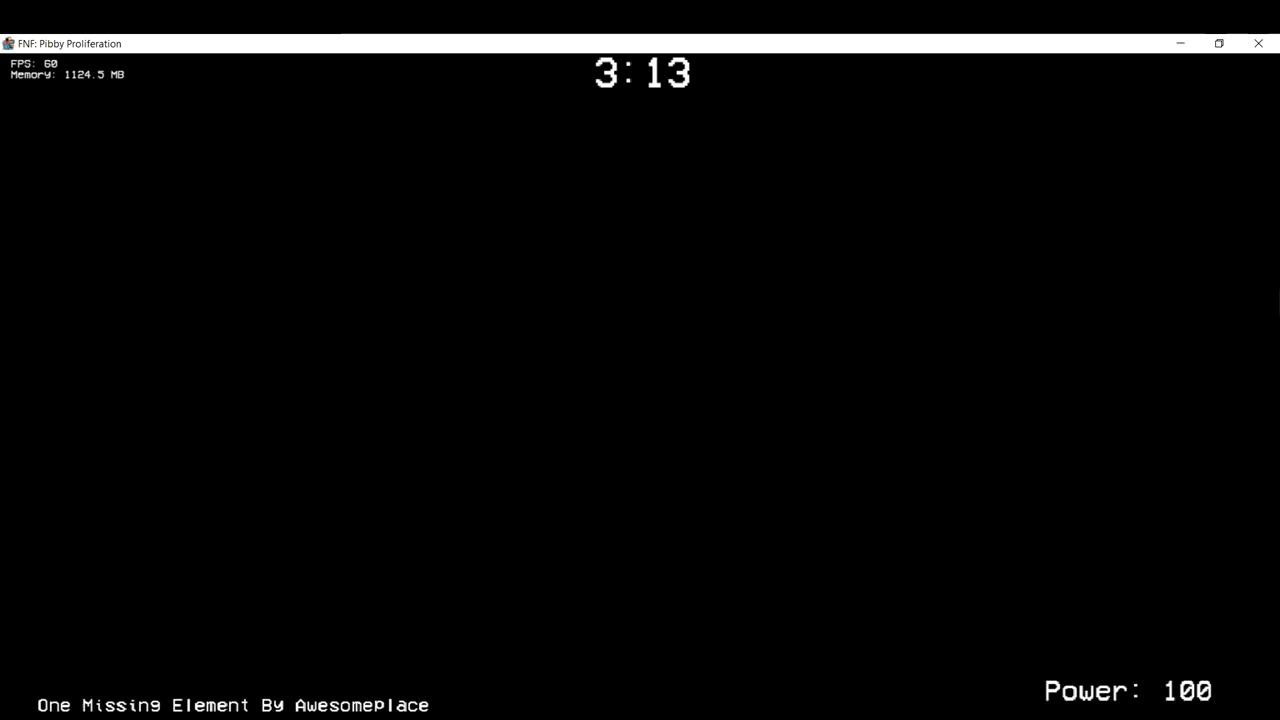 FNF: Pibby Proliferation
FPS: 60
Memory: 1124.5 MB
3:13
Power: 100
One Missing Element By Awesomeplace